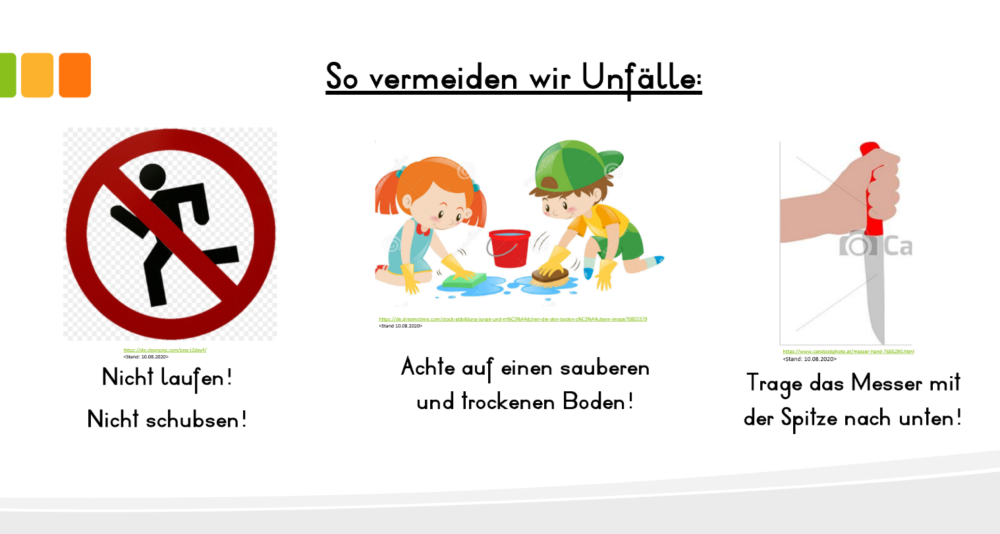 So vermeiden wir Unfälle:
https://de.cleanpng.com/png-j2day4/
<Stand: 10.08.2020>
Nicht laufen!
Nicht schubsen!
https://de.dreamstime.com/stock-abbildung-junge-und-m%C3%A4dchen-die-den-boden-s%C3%A4ubern-image78803379
<Stand 10.08.2020>
Achte auf einen sauberen
und trockenen Boden!
Ca
https://www.canstockphoto.at/messer-hand-7685290.html
<Stand: 10.08.2020>
Trage das Messer mit
der Spitze nach unten!